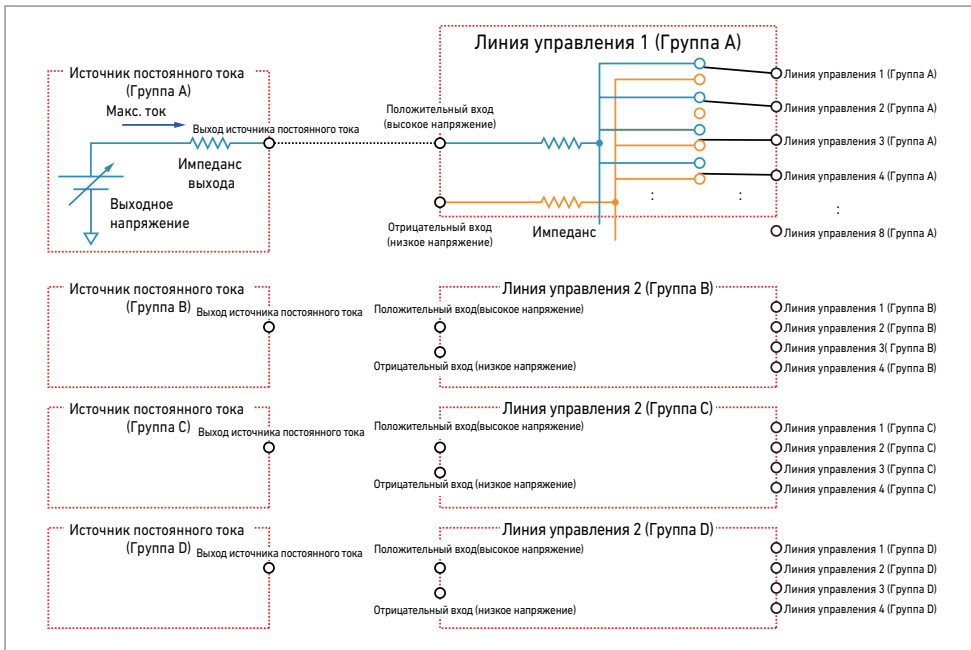 Линия управления 1 (Группа А)
Источник постоянного тока
(Группа А)
Макс. ток
Выход источника постоянного тока
Импеданс
выхода
Выходное
напряжение
Положительный вход
(высокое напряжение)
Отрицательный вход
(низкое напряжение)
Импеданс
:
:
:
Линия управления 1 (Группа А)
Линия управления 2 (Группа А)
Линия управления 3 (Группа А)
Линия управления 4 (Группа А)
Линия управления 8 (Группа А)
Источник постоянного тока
(Группа B)
Выход источника постоянного тока
Линия управления 2 (Группа B)
Положительный вход(высокое напряжение)
Отрицательный вход (низкое напряжение)
Линия управления 1 (Группа B)
Линия управления 2 (Группа B)
Линия управления 3( Группа B)
Линия управления 4 (Группа B)
Источник постоянного тока
(Группа C)
Выход источника постоянного тока
Линия управления 2 (Группа C)
Положительный вход(высокое напряжение)
Отрицательный вход (низкое напряжение)
Линия управления 1 (Группа C)
Линия управления 2 (Группа C)
Линия управления 3 (Группа C)
Линия управления 4 (Группа C)
Источник постоянного тока
(Группа D)
Выход источника постоянного тока
Линия управления 2 (Группа D)
Положительный вход(высокое напряжение)
Отрицательный вход (низкое напряжение)
Линия управления 1 (Группа D)
Линия управления 2 (Группа D)
Линия управления 3 (Группа D)
Линия управления 4 (Группа D)